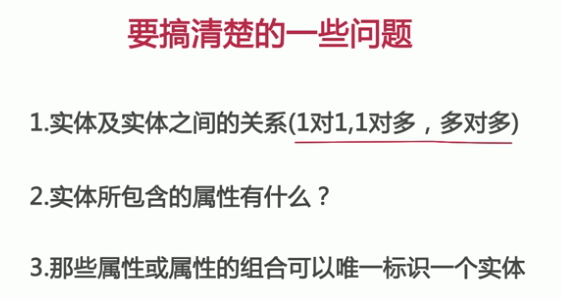 要搞清楚的一些问题
1.实体及实体之间的关系(1对1,1对多，多对多)
2.实体所包含的属性有什么？
3.那些属性或属性的组合可以唯一标识一个实体